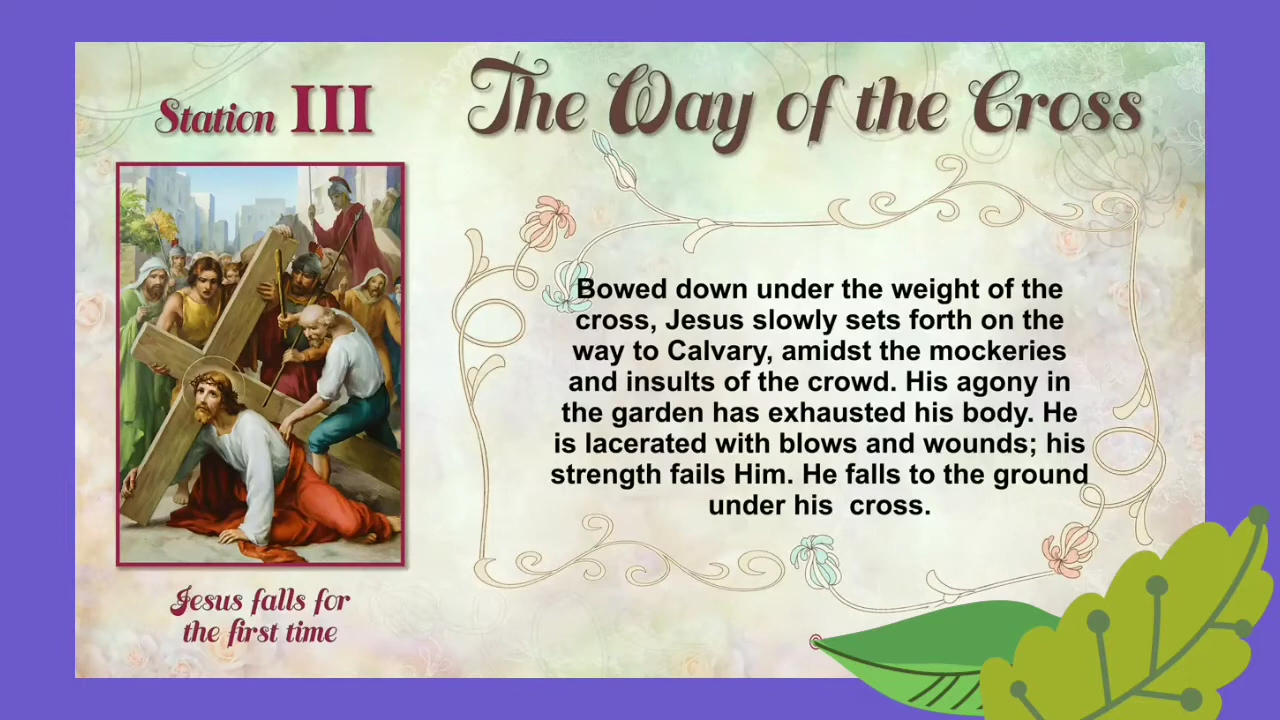 Station III
The Way of the Cross
Bowed down under the weight of the
cross, Jesus slowly sets forth on the
way to Calvary, amidst the mockeries
and insults of the crowd. His agony in
the garden has exhausted his body. He
is lacerated with blows and wounds; his
strength fails Him. He falls to the ground
under his  cross.
Jesus falls for
the first time